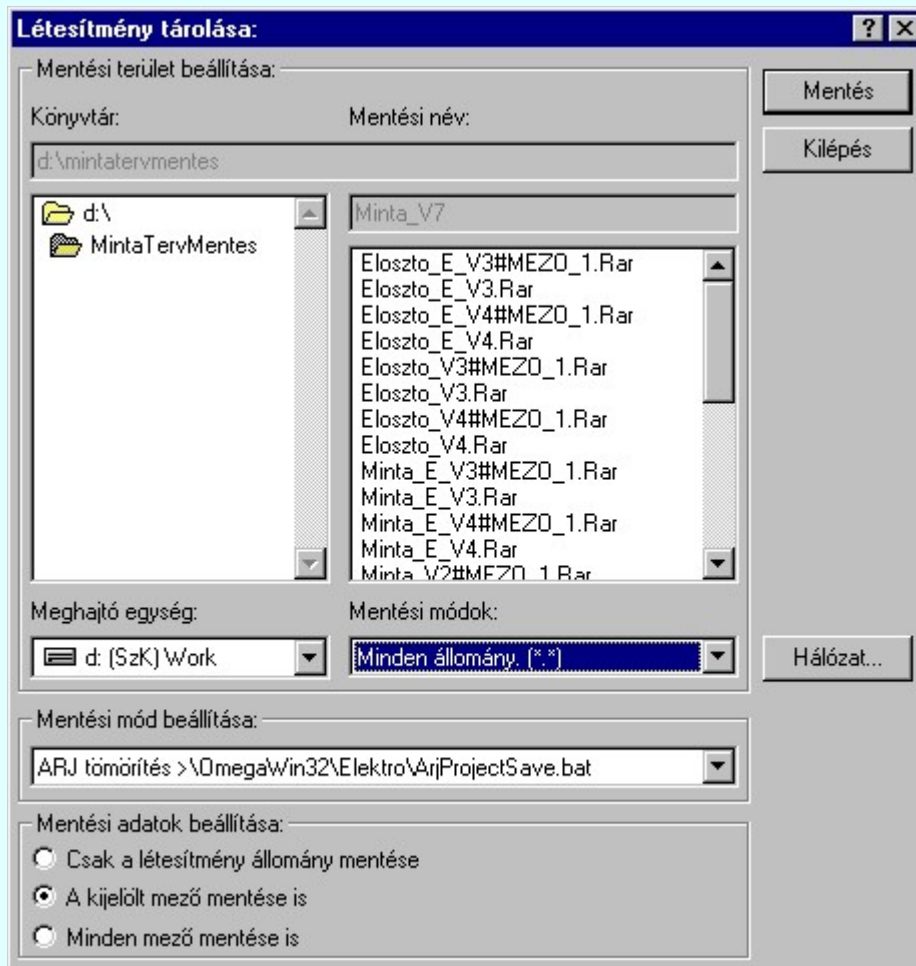 Létesítmény tárolása:
Mentési terület beállítása:
Könyvtár:
Mentési név:
d:\mintatervmentes
d:\
MintaTervMentes
Minta_V7
Eloszto_E_V3#MEZO_1.Rar
Eloszto_E_V3.Rar
Eloszto_E_V4#MEZO_1.Rar
Eloszto_E_V4.Rar
Eloszto_V3#MEZO_1.Rar
Eloszto_V3.Rar
Eloszto_V4#MEZO_1.Rar
Eloszto_V4.Rar
Minta_E_V3#MEZO_1.Rar
Minta_E_V3.Rar
Minta_E_V4#MEZO_1.Rar
Minta_E_V4.Rar
Minta_V2#MEZO_1.Rar
Meghajtó egység:
d: (SzK) Work
Mentési módok:
Minden állomány. (*.*)
Mentés
Kilépés
Hálózat...
Mentési mód beállítása:
ARJ tömörítés >\OmegaWin32\Elektro\ArjProjectSave.bat
Mentési adatok beállítása:
Csak a létesítmény állomány mentése
A kijelölt mező mentése is
Minden mező mentése is